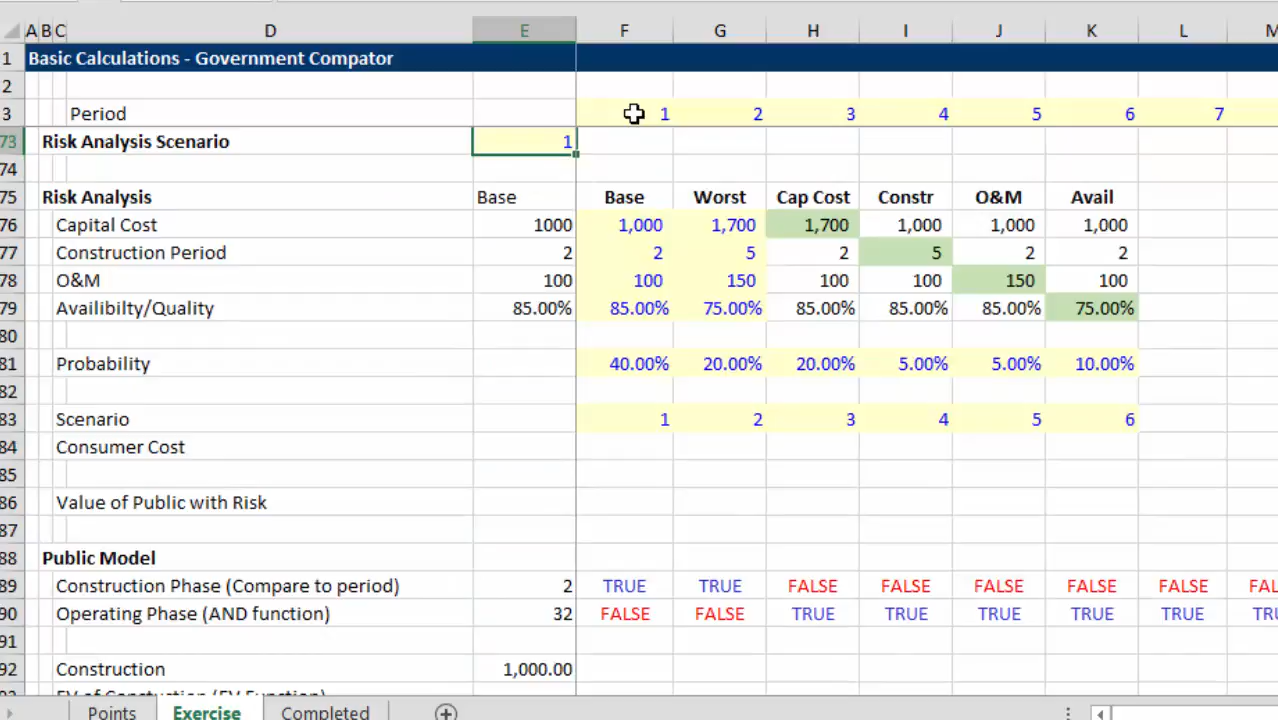 A B C D E F G H I J K L M
1 Basic Calculations - Government Compator
2
3 Period 1 2 3 4 5 6 7
73 Risk Analysis Scenario 1
74
75 Risk Analysis Base Base Worst Cap Cost Constr O&M Avail
76 Capital Cost 1000 1,000 1,700 1,700 1,000 1,000 1,000
77 Construction Period 2 2 5 2 5 2 2
78 O&M 100 100 150 100 100 150 100
79 Availibilty/Quality 85.00% 85.00% 75.00% 85.00% 85.00% 85.00% 75.00%
80
81 Probability 40.00% 20.00% 20.00% 5.00% 5.00% 10.00%
82
83 Scenario 1 2 3 4 5 6
84 Consumer Cost
85
86 Value of Public with Risk
87
88 Public Model
89 Construction Phase (Compare to period) 2 TRUE TRUE FALSE FALSE FALSE FALSE FALSE FAL
90 Operating Phase (AND function) 32 FALSE FALSE TRUE TRUE TRUE TRUE TRUE TRU
91
92 Construction 1,000.00
Points Exercise Completed